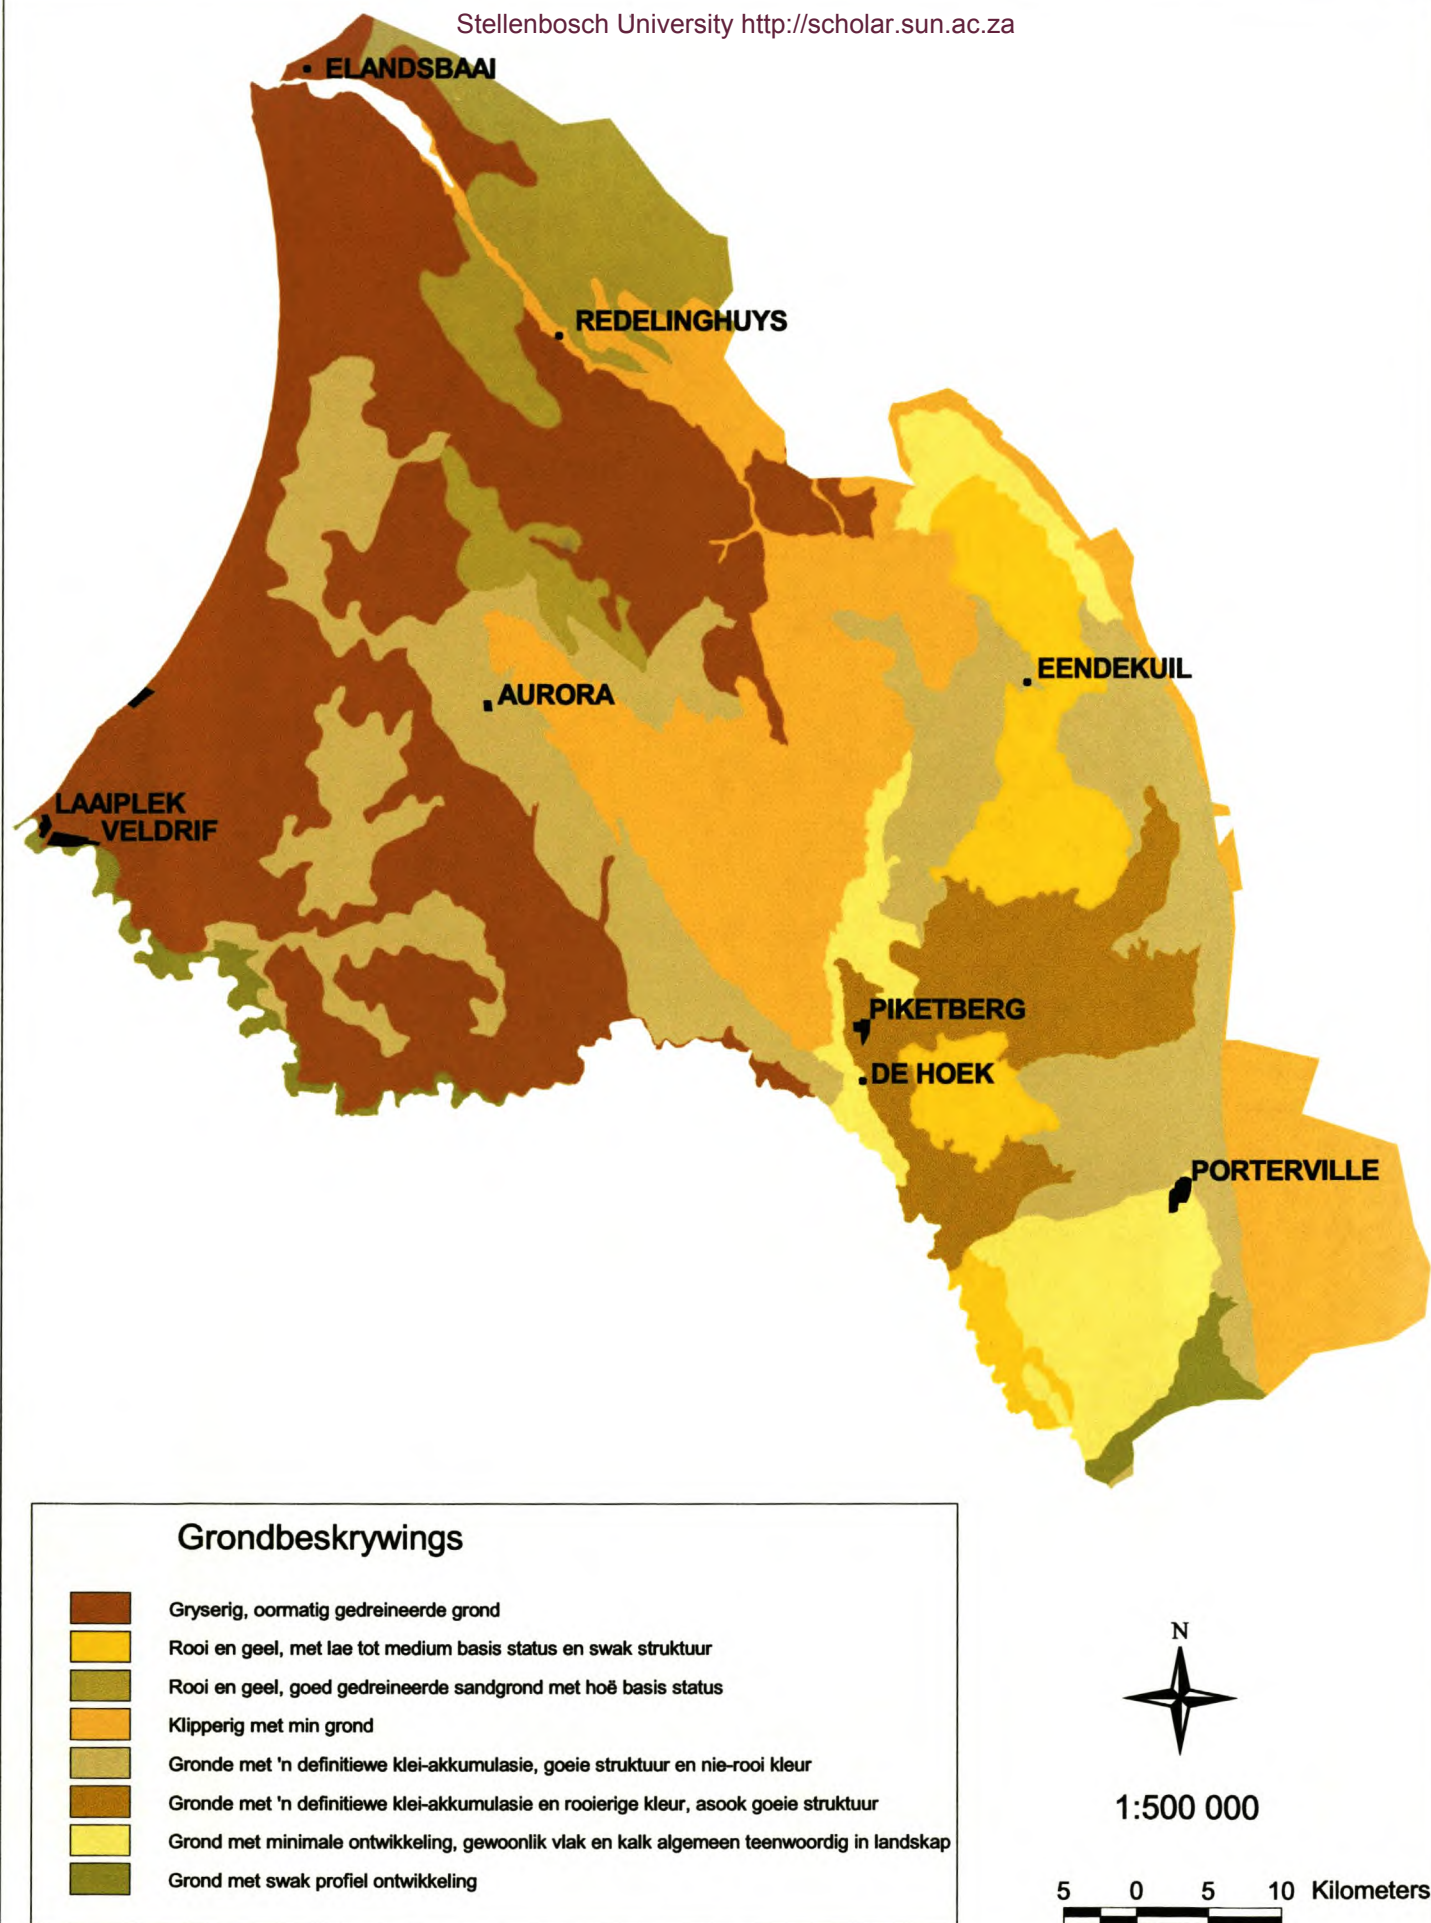 Stellenbosch University http://scholar.sun.ac.za
ELANDSBAAI
REDELINGHUYS
EENDEKUIL
AURORA
LAAIPLEK
VELDRIF
PIKETBERG
DE HOEK
PORTERVILLE
Grondbeskrywings
Gryserig, oormatig gedreineerde grond
Rooi en geel, met lae tot medium basis status en swak struktuur
Rooi en geel, goed gedreineerde sandgrond met hoë basis status
Klipperig met min grond
Gronde met 'n definitiewe klei-akkumulasie, goeie struktuur en nie-rooi kleur
Gronde met 'n definitiewe klei-akkumulasie en rooierige kleur, asook goeie struktuur
Grond met minimale ontwikkeling, gewoonlik vlak en kalk algemeen teenwoordig in landskap
Grond met swak profiel ontwikkeling
N
1:500 000
5 0 5 10 Kilometers